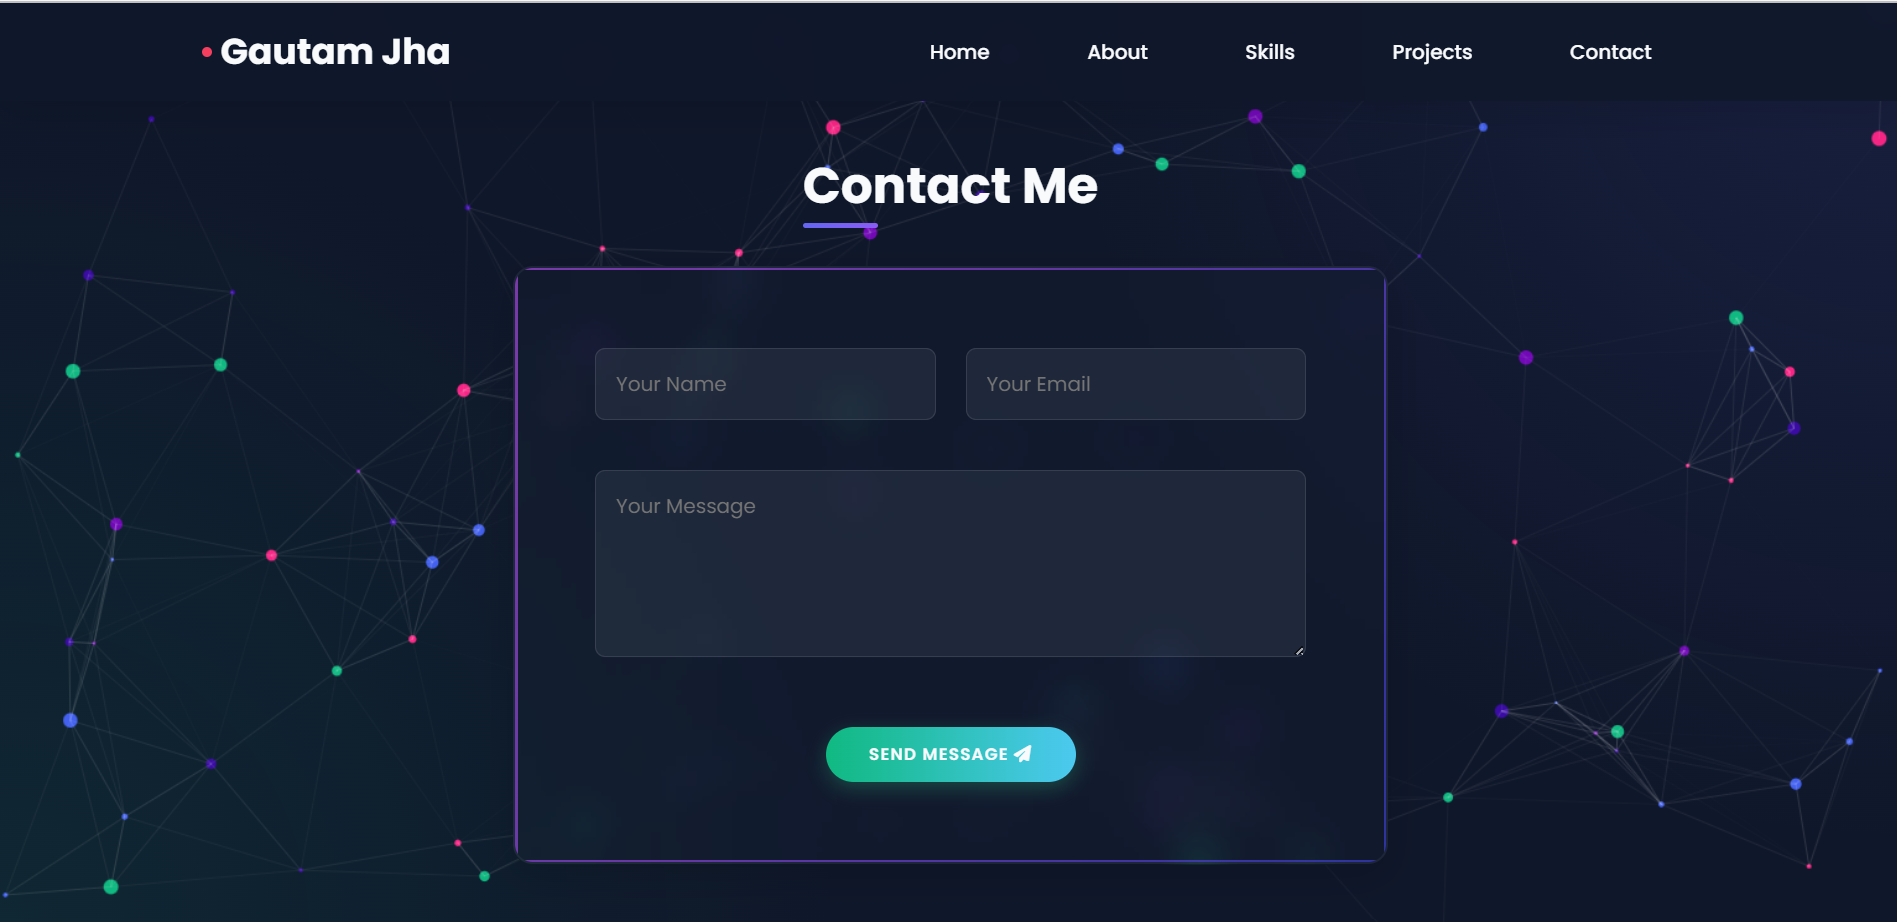 Gautam Jha
Home About Skills Projects Contact
Contact Me
Your Name
Your Email
Your Message
SEND MESSAGE